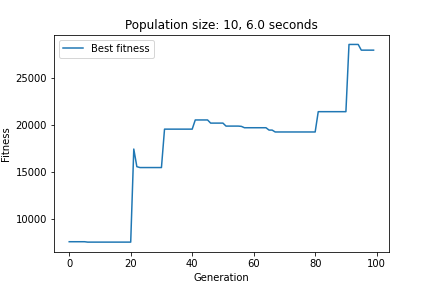 Population size: 10, 6.0 seconds
Best fitness
25000
20000
15000
10000
Fitness
0 20 40 60 80 100
Generation